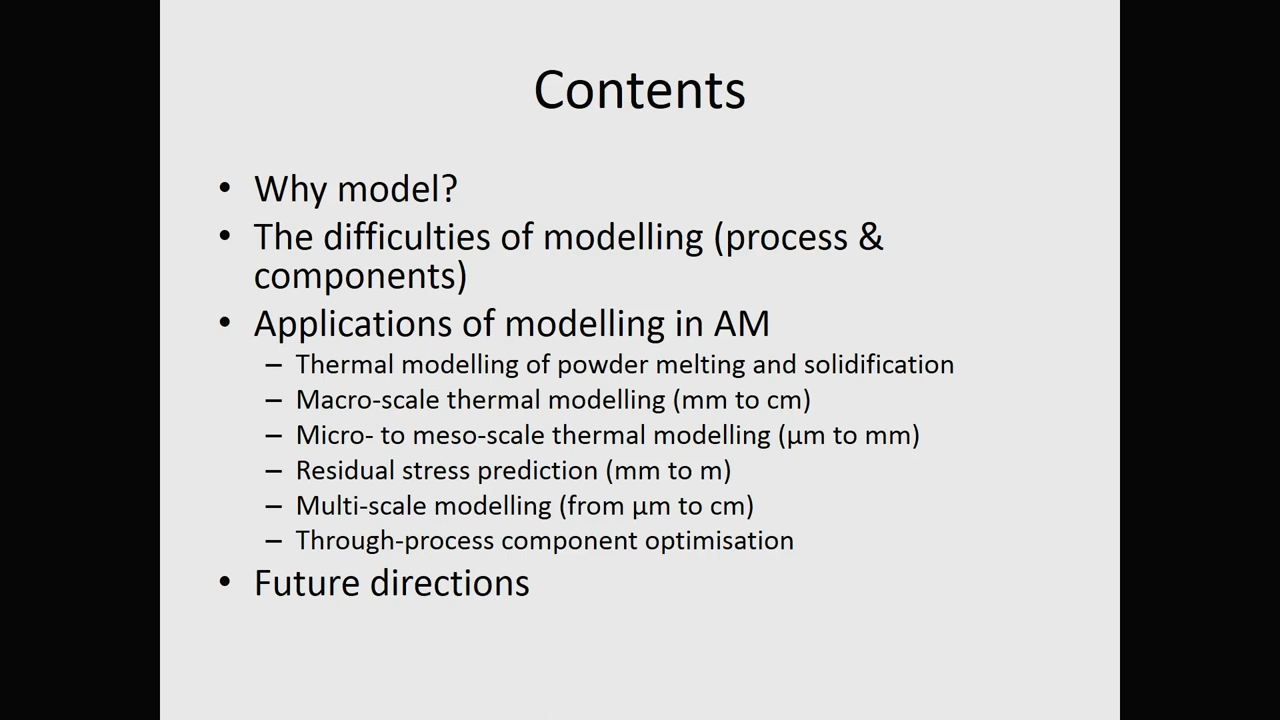 Contents
• Why model?
• The difficulties of modelling (process &
components)
• Applications of modelling in AM
– Thermal modelling of powder melting and solidification
– Macro-scale thermal modelling (mm to cm)
– Micro- to meso-scale thermal modelling (µm to mm)
– Residual stress prediction (mm to m)
– Multi-scale modelling (from µm to cm)
– Through-process component optimisation
• Future directions